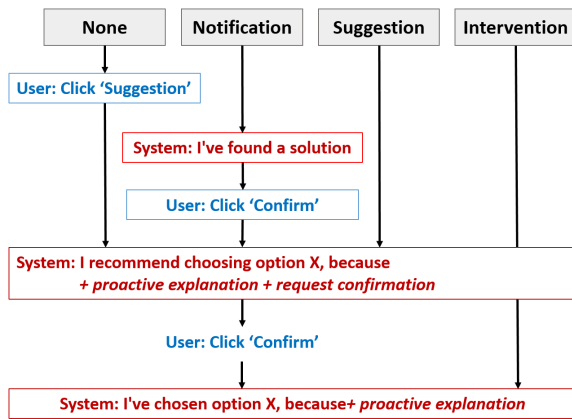 None Notification Suggestion Intervention
User: Click ‘Suggestion’
System: I've found a solution
User: Click ‘Confirm’
System: I recommend choosing option X, because
+ proactive explanation + request confirmation
User: Click ‘Confirm’
System: I've chosen option X, because+ proactive explanation